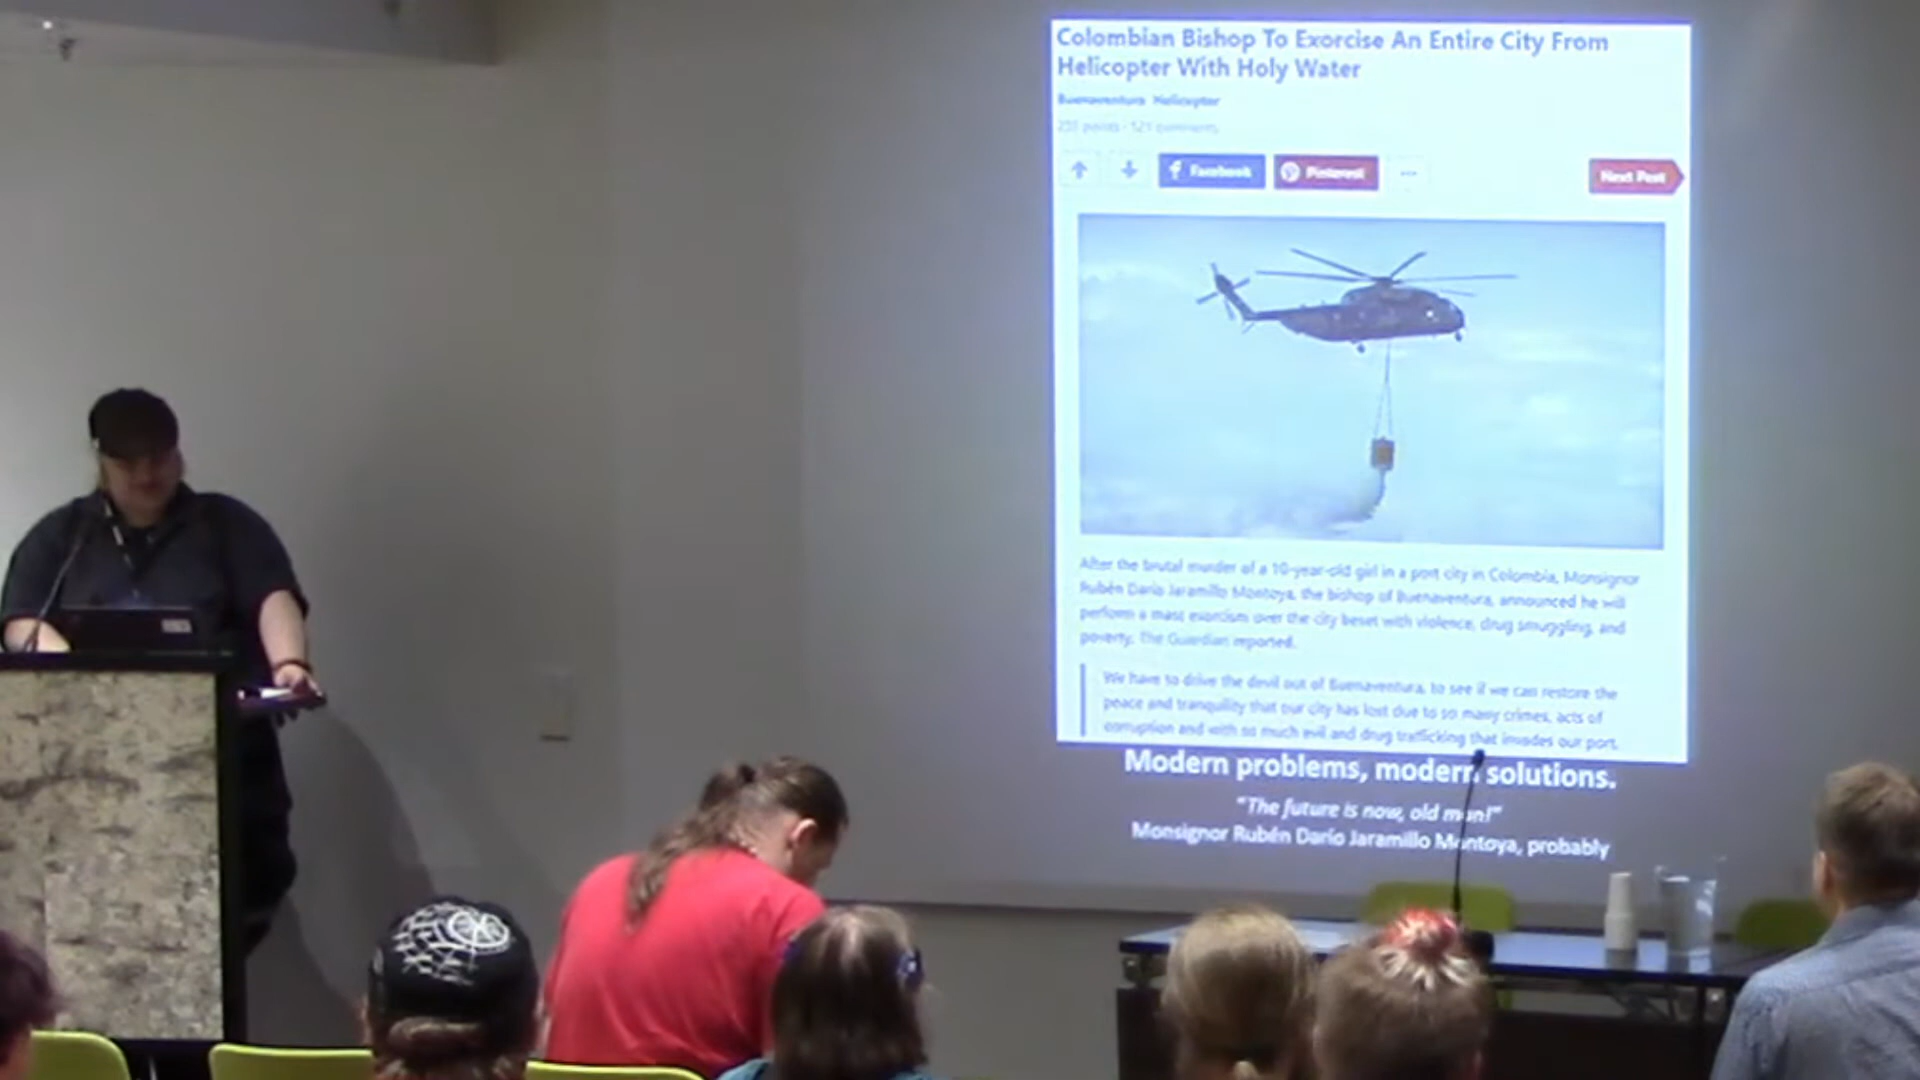 Colombian Bishop To Exorcise An Entire City From
Helicopter With Holy Water
Buenaventura Helicopter
points · comments
Facebook
Pinterest
Next Post
After the brutal murder of a 10-year-old girl in a port city in Colombia, Monsignor
Rubén Darío Jaramillo Montoya, the bishop of Buenaventura, announced he will
perform a mass exorcism over the city beset with violence, drug smuggling, and
poverty, The Guardian reported.
We have to drive the devil out of Buenaventura, to see if we can restore the
peace and tranquility that our city has lost due to so many crimes, acts of
corruption and with so much evil and drug trafficking that invades our port.
Modern problems, modern solutions.
"The future is now, old man!"
Monsignor Rubén Darío Jaramillo Montoya, probably